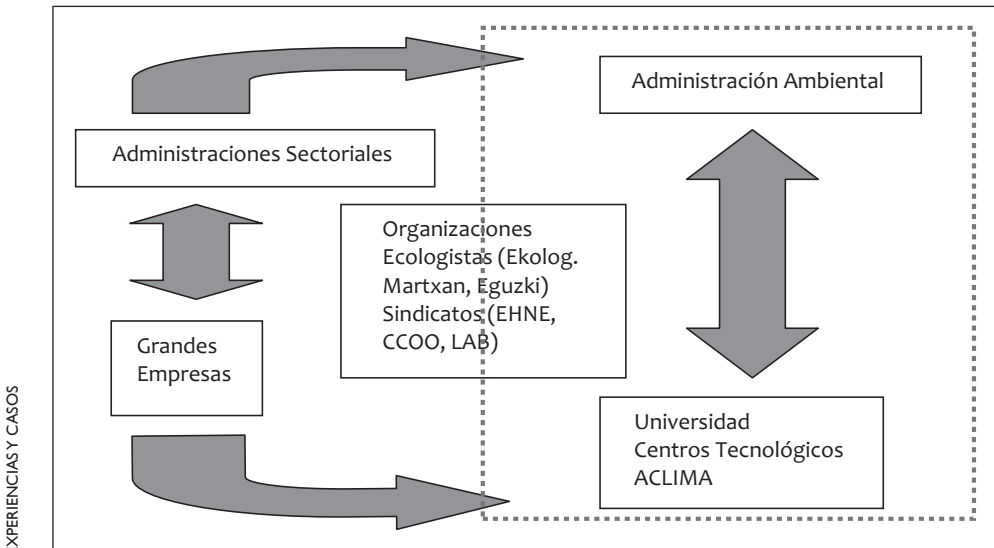 Administración Ambiental
Administraciones Sectoriales
Organizaciones
Ecologistas (Ekolog.
Martxan, Eguzki)
Sindicatos (EHNE,
CCOO, LAB)
Grandes
Empresas
Universidad
Centros Tecnológicos
ACLIMA
EXPERIENCIAS Y CASOS